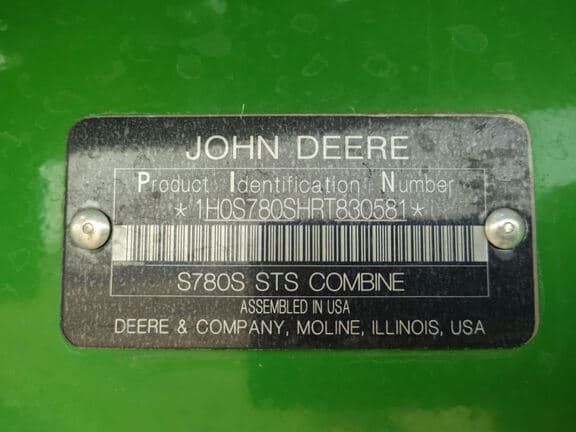 JOHN DEERE
Product Identification Number
*1H0S780SHRT830581*
S780S STS COMBINE
ASSEMBLED IN USA
DEERE & COMPANY, MOLINE, ILLINOIS, USA